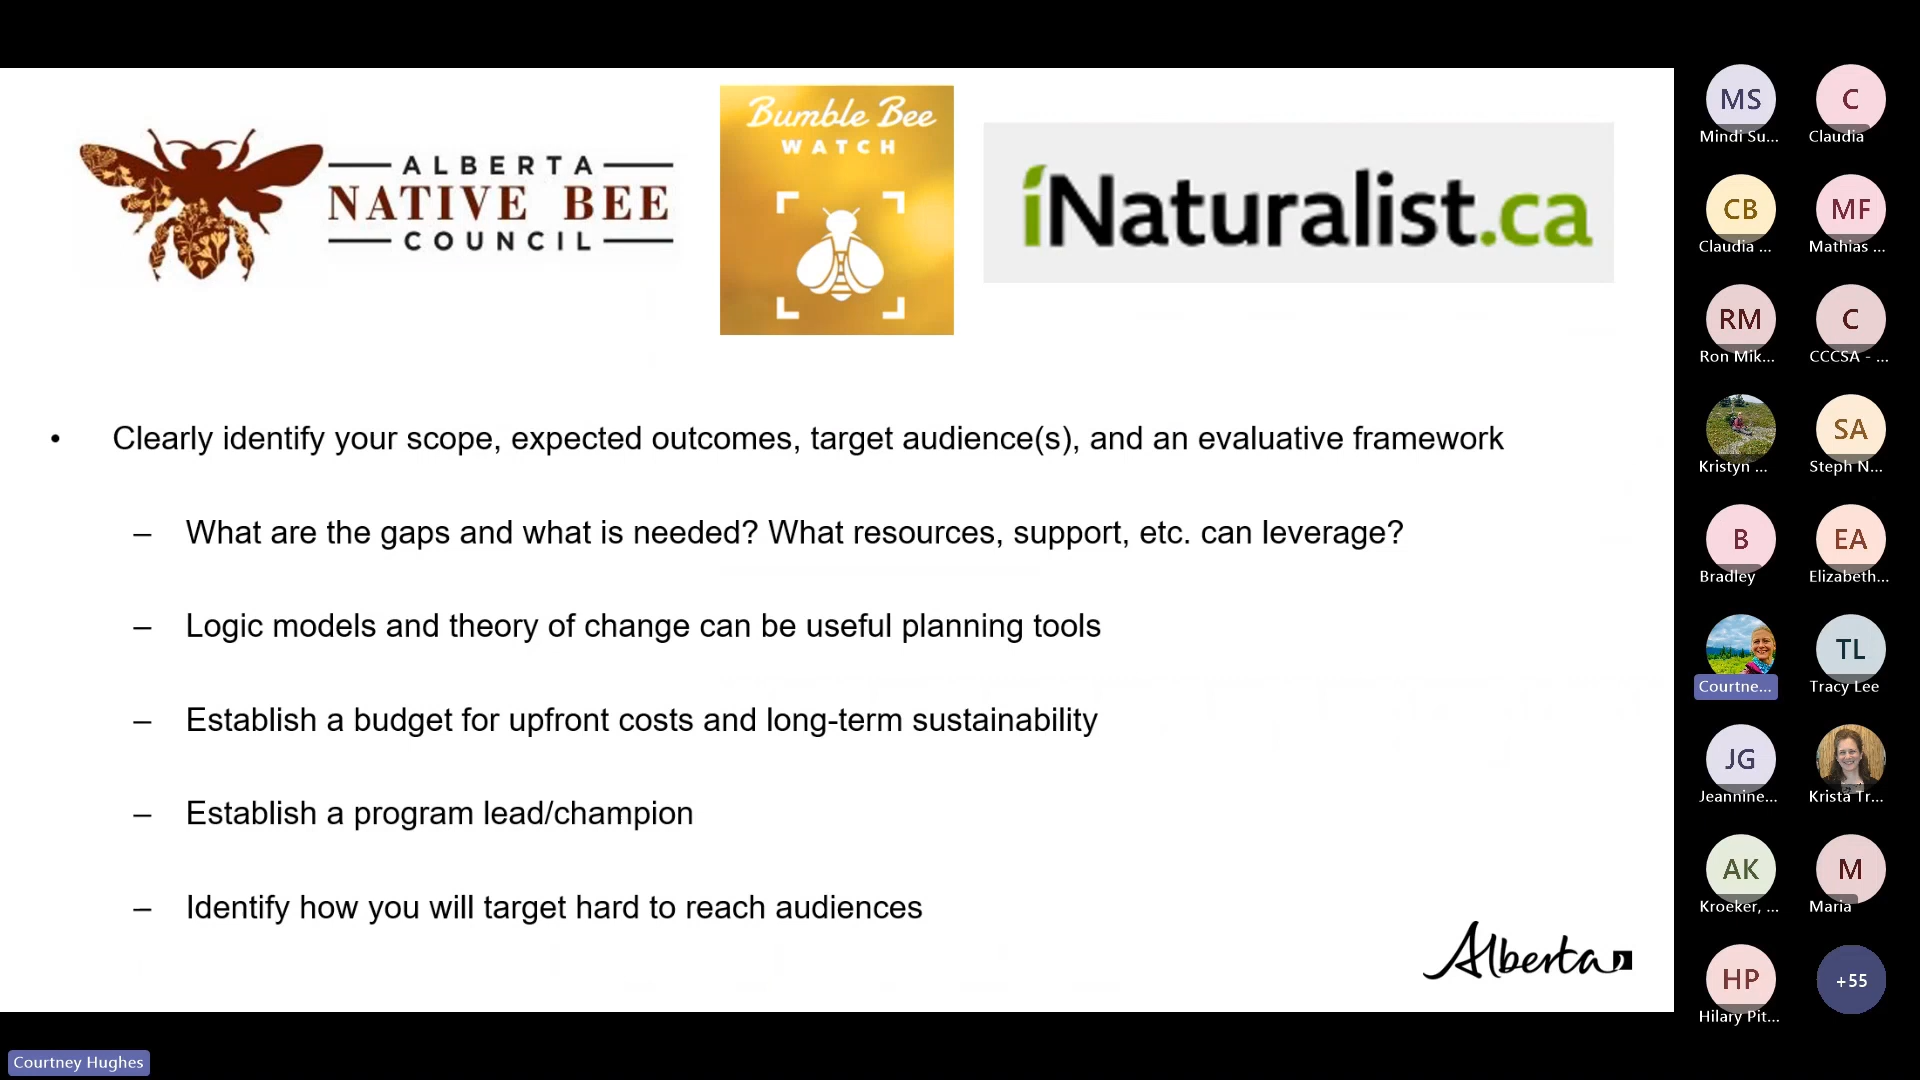 ALBERTA
NATIVE BEE
COUNCIL
Bumble Bee
WATCH
iNaturalist.ca
• Clearly identify your scope, expected outcomes, target audience(s), and an evaluative framework
– What are the gaps and what is needed? What resources, support, etc. can leverage?
– Logic models and theory of change can be useful planning tools
– Establish a budget for upfront costs and long-term sustainability
– Establish a program lead/champion
– Identify how you will target hard to reach audiences
Alberta
MS
Mindi Su...
C
Claudia
CB
Claudia ...
MF
Mathias ...
RM
Ron Mik...
C
CCCSA - ...
Kristyn ...
SA
Steph N...
B
Bradley
EA
Elizabeth...
Courtne...
TL
Tracy Lee
JG
Jeannine...
Krista Tr...
AK
Kroeker, ...
M
Maria
HP
Hilary Pit...
+55
Courtney Hughes